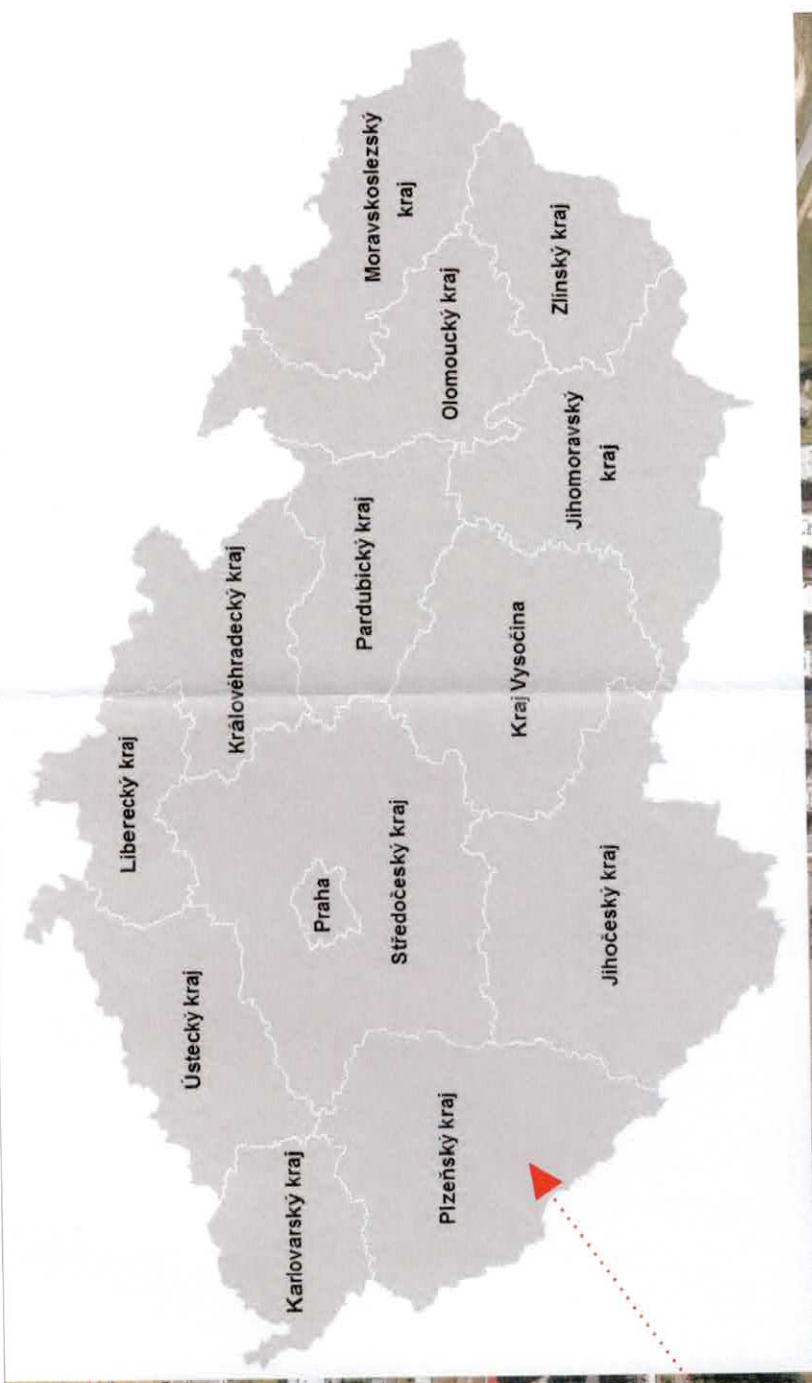 Liberecký kraj
Ústecký kraj
Královéhradecký kraj
Karlovarský kraj
Praha
Pardubický kraj
Moravskoslezský
kraj
Středočeský kraj
Plzeňský kraj
Olomoucký kraj
Kraj Vysočina
Zlinský kraj
Jihomoravský
kraj
Jihočeský kraj